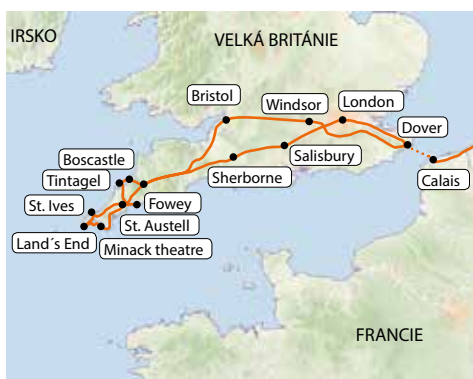 IRSKO
VELKÁ BRITÁNIE
Bristol
Windsor
London
Dover
Boscastle
Tintagel
Salisbury
Sherborne
Calais
St. Ives
Fowey
St. Austell
Land´s End
Minack theatre
FRANCIE